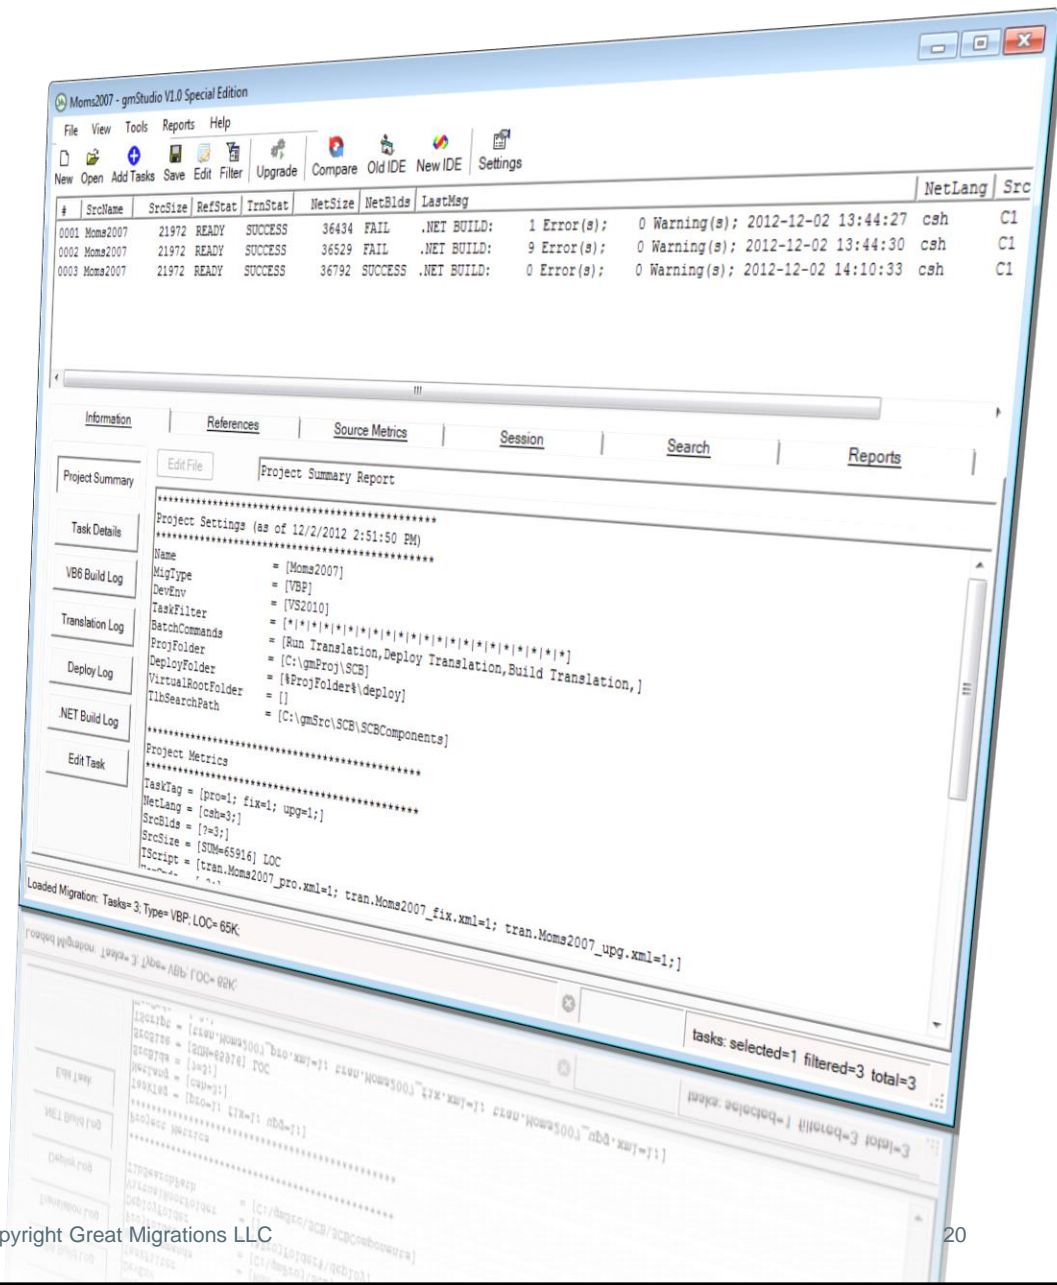 Moms2007 - gmStudio V1.0 Special Edition
File View Tools Reports Help
New Open Add Tasks Save Edit Filter Upgrade Compare Old IDE New IDE Settings
# SrcName SrcSize RefStat TrnStat NetSize NetBlds LastMsg NetLang Src
0001 Moms2007 21972 READY SUCCESS 36434 FAIL .NET BUILD: 1 Error(s); 0 Warning(s); 2012-12-02 13:44:27 csh C1
0002 Moms2007 21972 READY SUCCESS 36529 FAIL .NET BUILD: 9 Error(s); 0 Warning(s); 2012-12-02 13:44:30 csh C1
0003 Moms2007 21972 READY SUCCESS 36792 SUCCESS .NET BUILD: 0 Error(s); 0 Warning(s); 2012-12-02 14:10:33 csh C1
Information References Source Metrics Session Search Reports
Project Summary
Task Details
VB6 Build Log
Translation Log
Deploy Log
.NET Build Log
Edit Task
Edit File Project Summary Report
Project Settings (as of 12/2/2012 2:51:50 PM)
Name = [Moms2007]
MigType = [VBP]
DevEnv = [VS2010]
TaskFilter = [*|*|*|*|*|*|*|*|*|*|*|*|*|*|*|*|*|*|*|*|*|*|*]
BatchCommands = [Run Translation,Deploy Translation,Build Translation,]
ProjFolder = [C:\gmProj\SCB]
DeployFolder = [%ProjFolder%\deploy]
VirtualRootFolder = []
TlbSearchPath = [C:\gmSrc\SCB\SCBComponents]
Project Metrics
TaskTag = [pro=1; fix=1; upg=1;]
NetLang = [csh=3;]
SrcBlds = [?=3;]
SrcSize = [SUM=65916] LOC
TScript = [tran.Moms2007_pro.xml=1; tran.Moms2007_fix.xml=1; tran.Moms2007_upg.xml=1;]
Loaded Migration: Tasks= 3; Type= VBP; LOC= 65K;
tasks: selected=1 filtered=3 total=3
pyright Great Migrations LLC
20